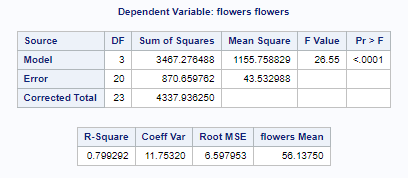 Dependent Variable: flowers flowers
Source DF Sum of Squares Mean Square F Value Pr > F
Model 3 3467.276488 1155.758829 26.55 <.0001
Error 20 870.659762 43.532988
Corrected Total 23 4337.936250
R-Square Coeff Var Root MSE flowers Mean
0.799292 11.75320 6.597953 56.13750